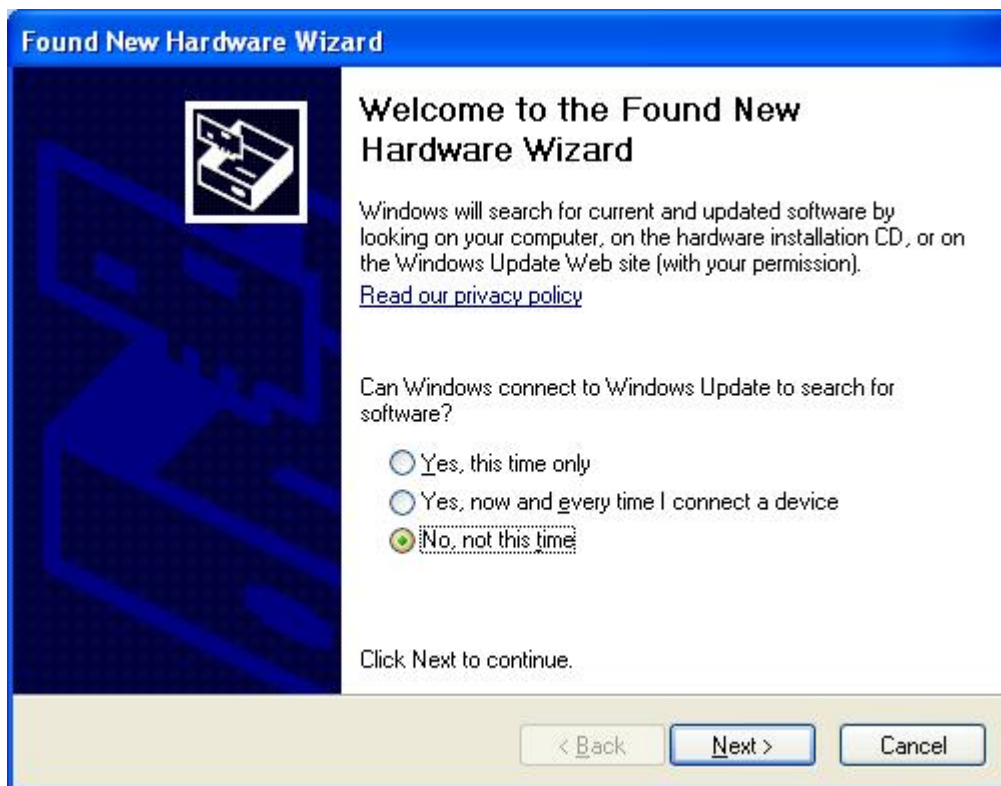 Found New Hardware Wizard
Welcome to the Found New
Hardware Wizard
Windows will search for current and updated software by
looking on your computer, on the hardware installation CD, or on
the Windows Update Web site (with your permission).
Read our privacy policy
Can Windows connect to Windows Update to search for
software?
Yes, this time only
Yes, now and every time I connect a device
No, not this time
Click Next to continue.
< Back
Next >
Cancel